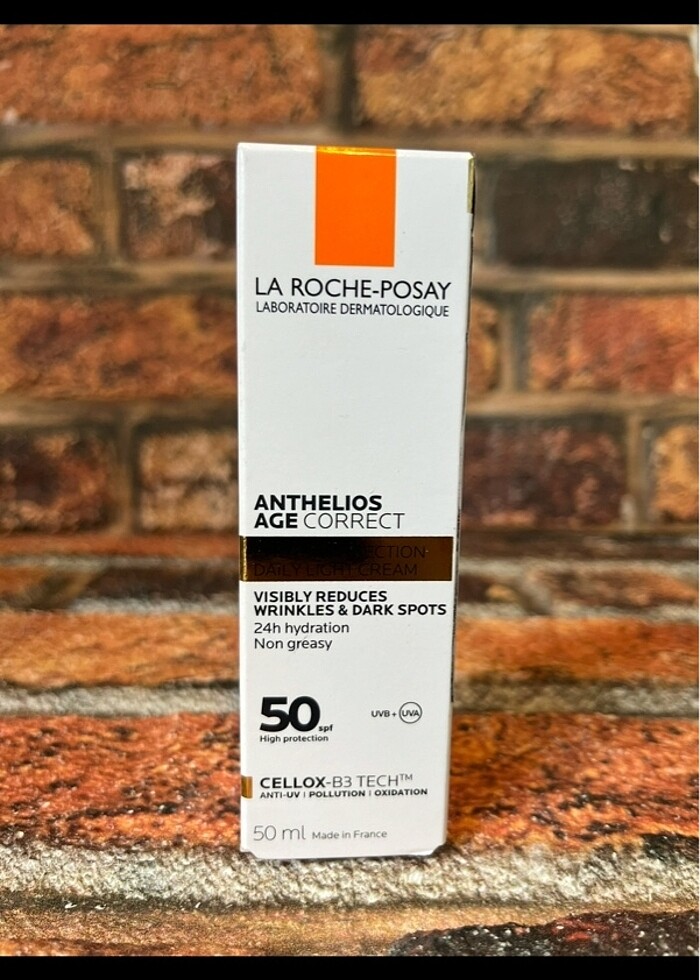 LA ROCHE-POSAY
LABORATOIRE DERMATOLOGIQUE
ANTHELIOS
AGE CORRECT
DAILY LIGHT CREAM
VISIBLY REDUCES
WRINKLES & DARK SPOTS
24h hydration
Non greasy
50 spf
High protection
UVB + UVA
CELLOX-B3 TECH™
ANTI-UV | POLLUTION | OXIDATION
50 ml Made in France